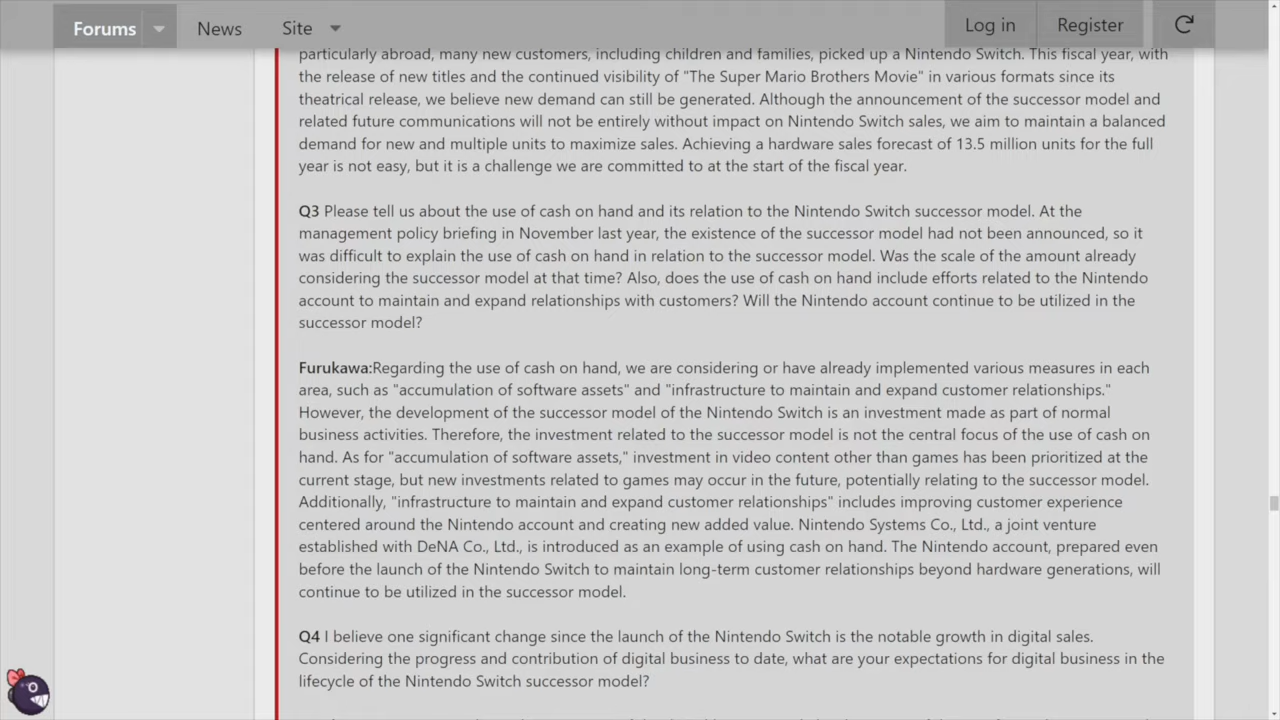 Forums News Site Log in Register
particularly abroad, many new customers, including children and families, picked up a Nintendo Switch. This fiscal year, with
the release of new titles and the continued visibility of "The Super Mario Brothers Movie" in various formats since its
theatrical release, we believe new demand can still be generated. Although the announcement of the successor model and
related future communications will not be entirely without impact on Nintendo Switch sales, we aim to maintain a balanced
demand for new and multiple units to maximize sales. Achieving a hardware sales forecast of 13.5 million units for the full
year is not easy, but it is a challenge we are committed to at the start of the fiscal year.
Q3 Please tell us about the use of cash on hand and its relation to the Nintendo Switch successor model. At the
management policy briefing in November last year, the existence of the successor model had not been announced, so it
was difficult to explain the use of cash on hand in relation to the successor model. Was the scale of the amount already
considering the successor model at that time? Also, does the use of cash on hand include efforts related to the Nintendo
account to maintain and expand relationships with customers? Will the Nintendo account continue to be utilized in the
successor model?
Furukawa:Regarding the use of cash on hand, we are considering or have already implemented various measures in each
area, such as "accumulation of software assets" and "infrastructure to maintain and expand customer relationships."
However, the development of the successor model of the Nintendo Switch is an investment made as part of normal
business activities. Therefore, the investment related to the successor model is not the central focus of the use of cash on
hand. As for "accumulation of software assets," investment in video content other than games has been prioritized at the
current stage, but new investments related to games may occur in the future, potentially relating to the successor model.
Additionally, "infrastructure to maintain and expand customer relationships" includes improving customer experience
centered around the Nintendo account and creating new added value. Nintendo Systems Co., Ltd., a joint venture
established with DeNA Co., Ltd., is introduced as an example of using cash on hand. The Nintendo account, prepared even
before the launch of the Nintendo Switch to maintain long-term customer relationships beyond hardware generations, will
continue to be utilized in the successor model.
Q4 I believe one significant change since the launch of the Nintendo Switch is the notable growth in digital sales.
Considering the progress and contribution of digital business to date, what are your expectations for digital business in the
lifecycle of the Nintendo Switch successor model?